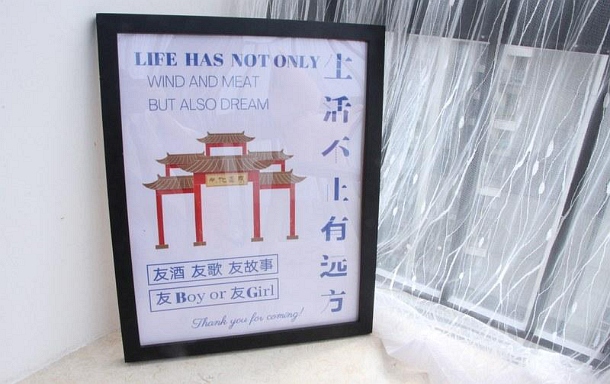 LIFE HAS NOT ONLY
WIND AND MEAT
BUT ALSO DREAM
生活不止有远方
友酒 友歌 友故事
友Boy or 友Girl
Thank you for coming!